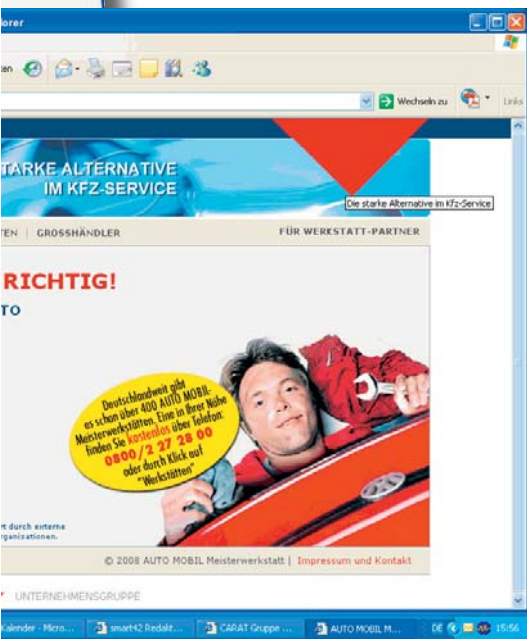 orer
en
Wechseln zu
Links
TARKE ALTERNATIVE
IM KFZ-SERVICE
Die starke Alternative im Kfz-Service
TEN | GROSSHÄNDLER
FÜR WERKSTATT-PARTNER
RICHTIG!
TO
Deutschlandweit gibt
es schon über 400 AUTO MOBIL-
Meisterwerkstätten. Eine in Ihrer Nähe
finden Sie kostenlos über Telefon:
0800/2 27 28 00
oder durch Klick auf
"Werkstätten"
rt durch externe
rganisationen.
© 2008 AUTO MOBIL Meisterwerkstatt | Impressum und Kontakt
UNTERNEHMENSGRUPPE
Kalender - Micro...
smart42 Redakt...
CARAT Gruppe ...
AUTO MOBIL M...
DE
15:56